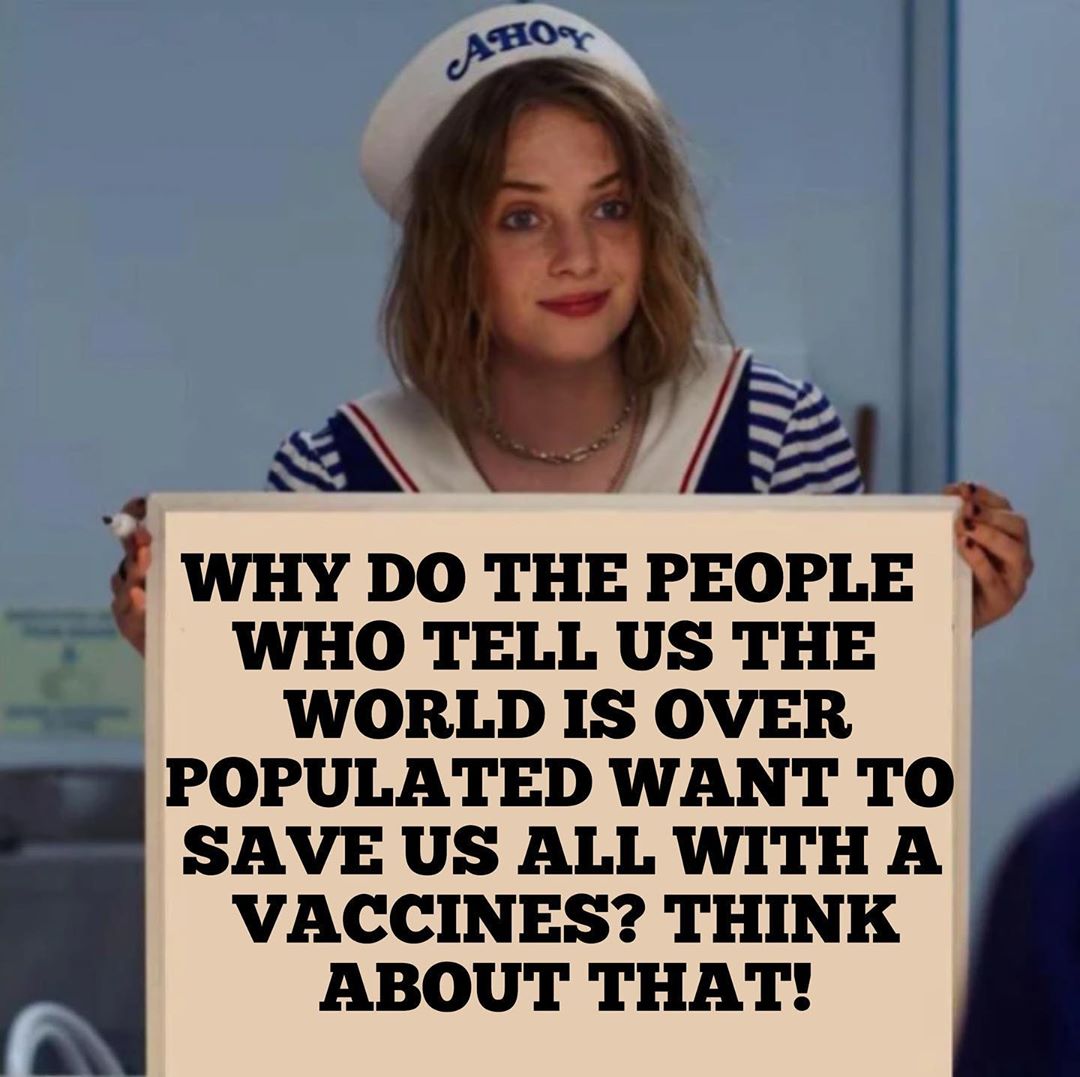 AHOY
WHY DO THE PEOPLE
WHO TELL US THE
WORLD IS OVER
POPULATED WANT TO
SAVE US ALL WITH A
VACCINES? THINK
ABOUT THAT!